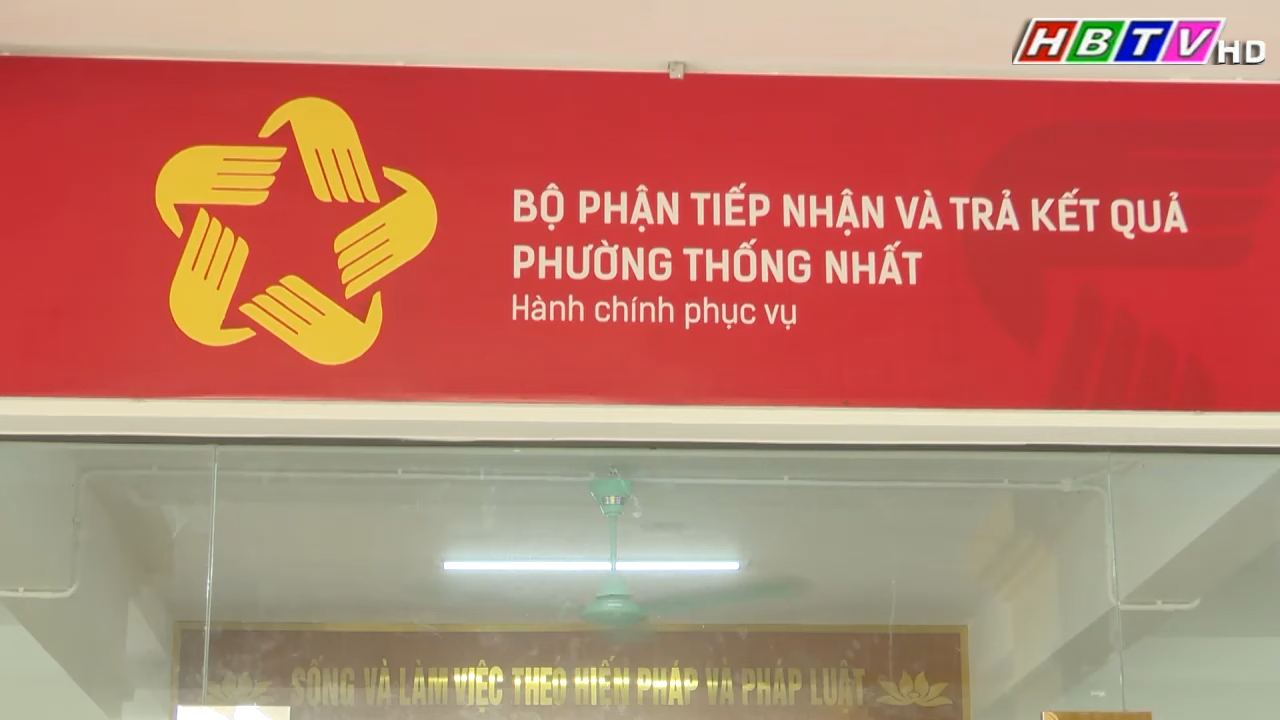 HBTV HD
BỘ PHẬN TIẾP NHẬN VÀ TRẢ KẾT QUẢ
PHƯỜNG THỐNG NHẤT
Hành chính phục vụ
SỐNG VÀ LÀM VIỆC THEO HIẾN PHÁP VÀ PHÁP LUẬT